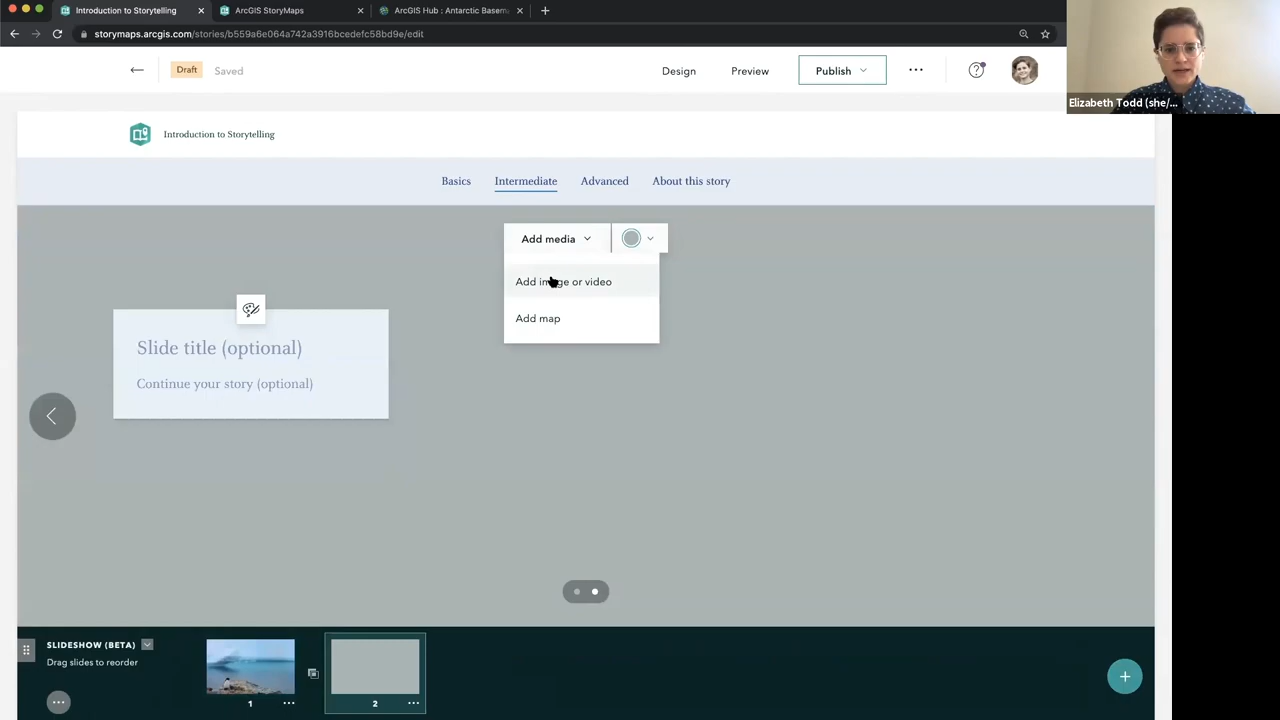 Introduction to Storytelling
ArcGIS StoryMaps
ArcGIS Hub : Antarctic Basem
storymaps.arcgis.com/stories/b559a6e064a742a3916bcedefc58bd9e/edit
Elizabeth Todd (she/...
Draft
Saved
Design
Preview
Publish
Introduction to Storytelling
Basics
Intermediate
Advanced
About this story
Add media
Add image or video
Add map
Slide title (optional)
Continue your story (optional)
SLIDESHOW (BETA)
Drag slides to reorder
1
2